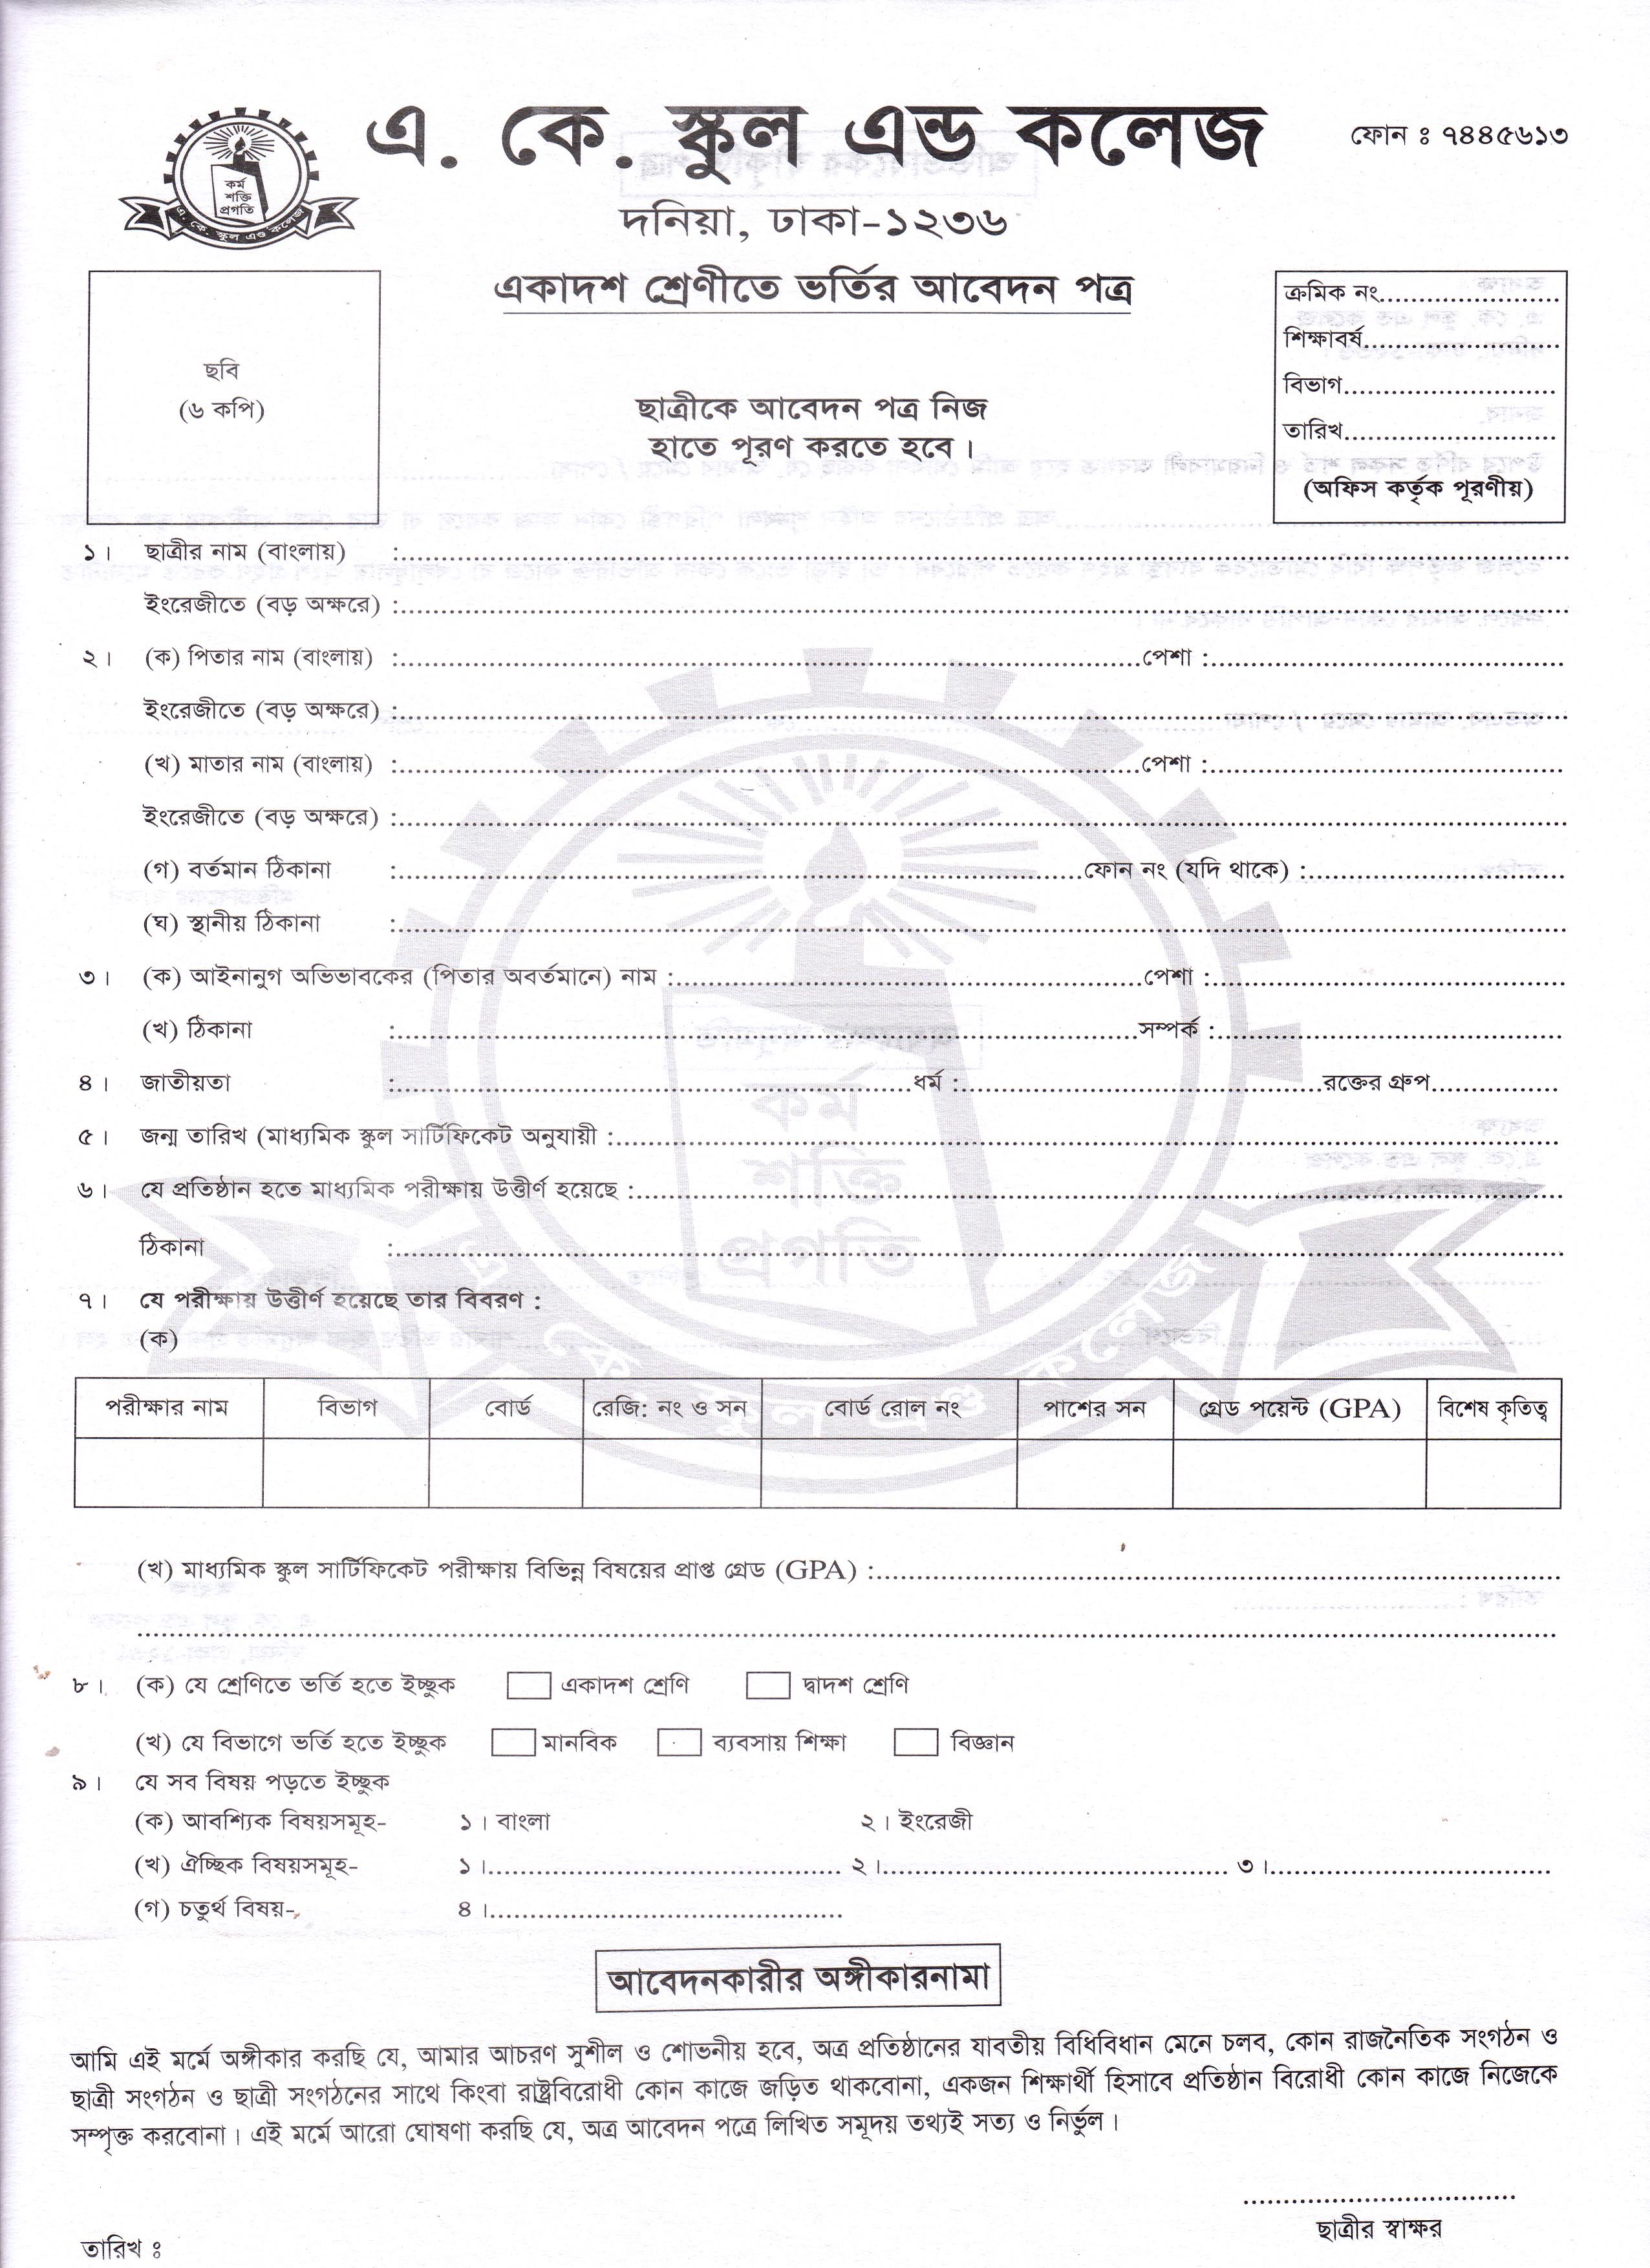 এ. কে. স্কুল এন্ড কলেজ
ফোন ঃ ৭৪৪৫৬১৩
কর্ম
শক্তি
প্রগতি
এ. কে. স্কুল এণ্ড কলেজ
দনিয়া, ঢাকা-১২৩৬
একাদশ শ্রেণীতে ভর্তির আবেদন পত্র
ছবি
(৬ কপি)
ছাত্রীকে আবেদন পত্র নিজ
হাতে পূরণ করতে হবে।
ক্রমিক নং.......................
শিক্ষাবর্ষ.......................
বিভাগ.......................
তারিখ.......................
(অফিস কর্তৃক পূরণীয়)
১। ছাত্রীর নাম (বাংলায়) :..............................
ইংরেজীতে (বড় অক্ষরে) :..............................
২। (ক) পিতার নাম (বাংলায়) :..............................পেশা :..............................
ইংরেজীতে (বড় অক্ষরে) :..............................
(খ) মাতার নাম (বাংলায়) :..............................পেশা :..............................
ইংরেজীতে (বড় অক্ষরে) :..............................
(গ) বর্তমান ঠিকানা :..............................ফোন নং (যদি থাকে) :..............................
(ঘ) স্থানীয় ঠিকানা :..............................
৩। (ক) আইনানুগ অভিভাবকের (পিতার অবর্তমানে) নাম :..............................পেশা :..............................
(খ) ঠিকানা :..............................সম্পর্ক :..............................
৪। জাতীয়তা :..............................ধর্ম :..............................রক্তের গ্রুপ................
৫। জন্ম তারিখ (মাধ্যমিক স্কুল সার্টিফিকেট অনুযায়ী :..............................
৬। যে প্রতিষ্ঠান হতে মাধ্যমিক পরীক্ষায় উত্তীর্ণ হয়েছে :..............................
ঠিকানা :..............................
৭। যে পরীক্ষায় উত্তীর্ণ হয়েছে তার বিবরণ :
(ক)
পরীক্ষার নাম বিভাগ বোর্ড রেজি: নং ও সন বোর্ড রোল নং পাশের সন গ্রেড পয়েন্ট (GPA) বিশেষ কৃতিত্ব
(খ) মাধ্যমিক স্কুল সার্টিফিকেট পরীক্ষায় বিভিন্ন বিষয়ের প্রাপ্ত গ্রেড (GPA) :..............................
৮। (ক) যে শ্রেণিতে ভর্তি হতে ইচ্ছুক একাদশ শ্রেণি দ্বাদশ শ্রেণি
(খ) যে বিভাগে ভর্তি হতে ইচ্ছুক মানবিক ব্যবসায় শিক্ষা বিজ্ঞান
৯। যে সব বিষয় পড়তে ইচ্ছুক
(ক) আবশ্যিক বিষয়সমূহ- ১। বাংলা ২। ইংরেজী
(খ) ঐচ্ছিক বিষয়সমূহ- ১।.............................. ২।.............................. ৩।..............................
(গ) চতুর্থ বিষয়- ৪।..............................
আবেদনকারীর অঙ্গীকারনামা
আমি এই মর্মে অঙ্গীকার করছি যে, আমার আচরণ সুশীল ও শোভনীয় হবে, অত্র প্রতিষ্ঠানের যাবতীয় বিধিবিধান মেনে চলব, কোন রাজনৈতিক সংগঠন ও
ছাত্রী সংগঠন ও ছাত্রী সংগঠনের সাথে কিংবা রাষ্ট্রবিরোধী কোন কাজে জড়িত থাকবোনা, একজন শিক্ষার্থী হিসাবে প্রতিষ্ঠান বিরোধী কোন কাজে নিজেকে
সম্পৃক্ত করবোনা। এই মর্মে আরো ঘোষণা করছি যে, অত্র আবেদন পত্রে লিখিত সমূদয় তথ্যই সত্য ও নির্ভুল।
ছাত্রীর স্বাক্ষর
তারিখ ঃ